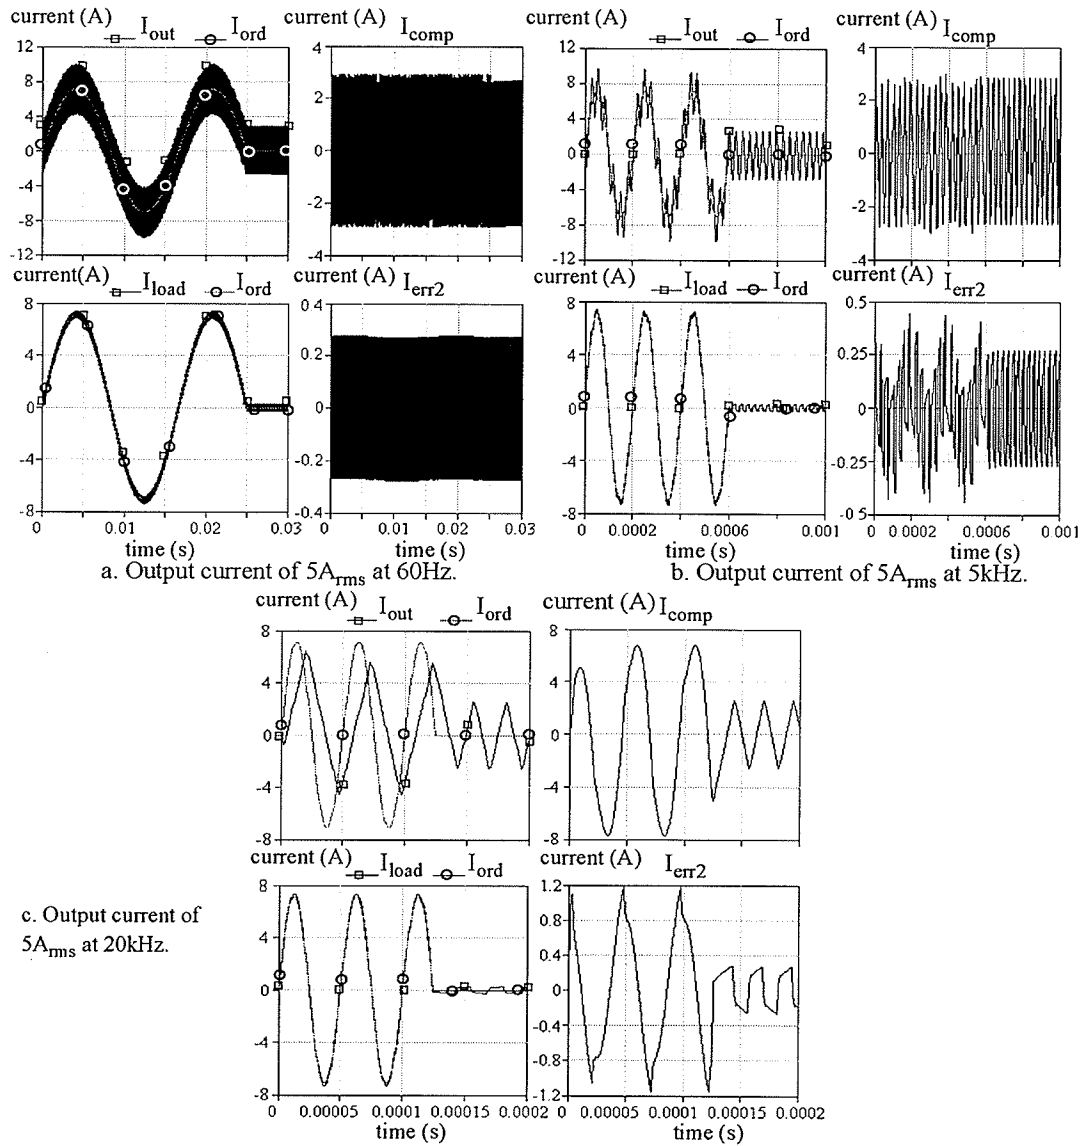 current (A)
I_out I_ord
I_comp
12
8
4
0
-4
-8
-12
4
2
0
-2
-4
current(A)
I_load I_ord
I_err2
8
4
0
-4
-8
0.4
0.2
0
-0.2
-0.4
0 0.01 0.02 0.03
0.01 0.02 0.03
time (s)
time (s)
a. Output current of 5A_rms at 60Hz.
current (A)
I_out I_ord
current (A) I_comp
12
8
4
0
-4
-8
-12
4
2
0
-2
-4
current (A)
I_load I_ord
current (A) I_err2
8
4
0
-4
-8
0.5
0.25
0
-0.25
-0.5
0 0.0002 0.0006 0.001
0 0.0002 0.0006 0.001
time (s)
time (s)
b. Output current of 5A_rms at 5kHz.
current (A)
I_out I_ord
current (A) I_comp
8
4
0
-4
-8
8
4
0
-4
-8
current (A)
I_load I_ord
current (A)
I_err2
8
4
0
-4
-8
1.2
0.8
0.4
0
-0.4
-0.8
-1.2
0 0.00005 0.0001 0.00015 0.0002
0.00005 0.0001 0.00015 0.0002
time (s)
time (s)
c. Output current of
5A_rms at 20kHz.